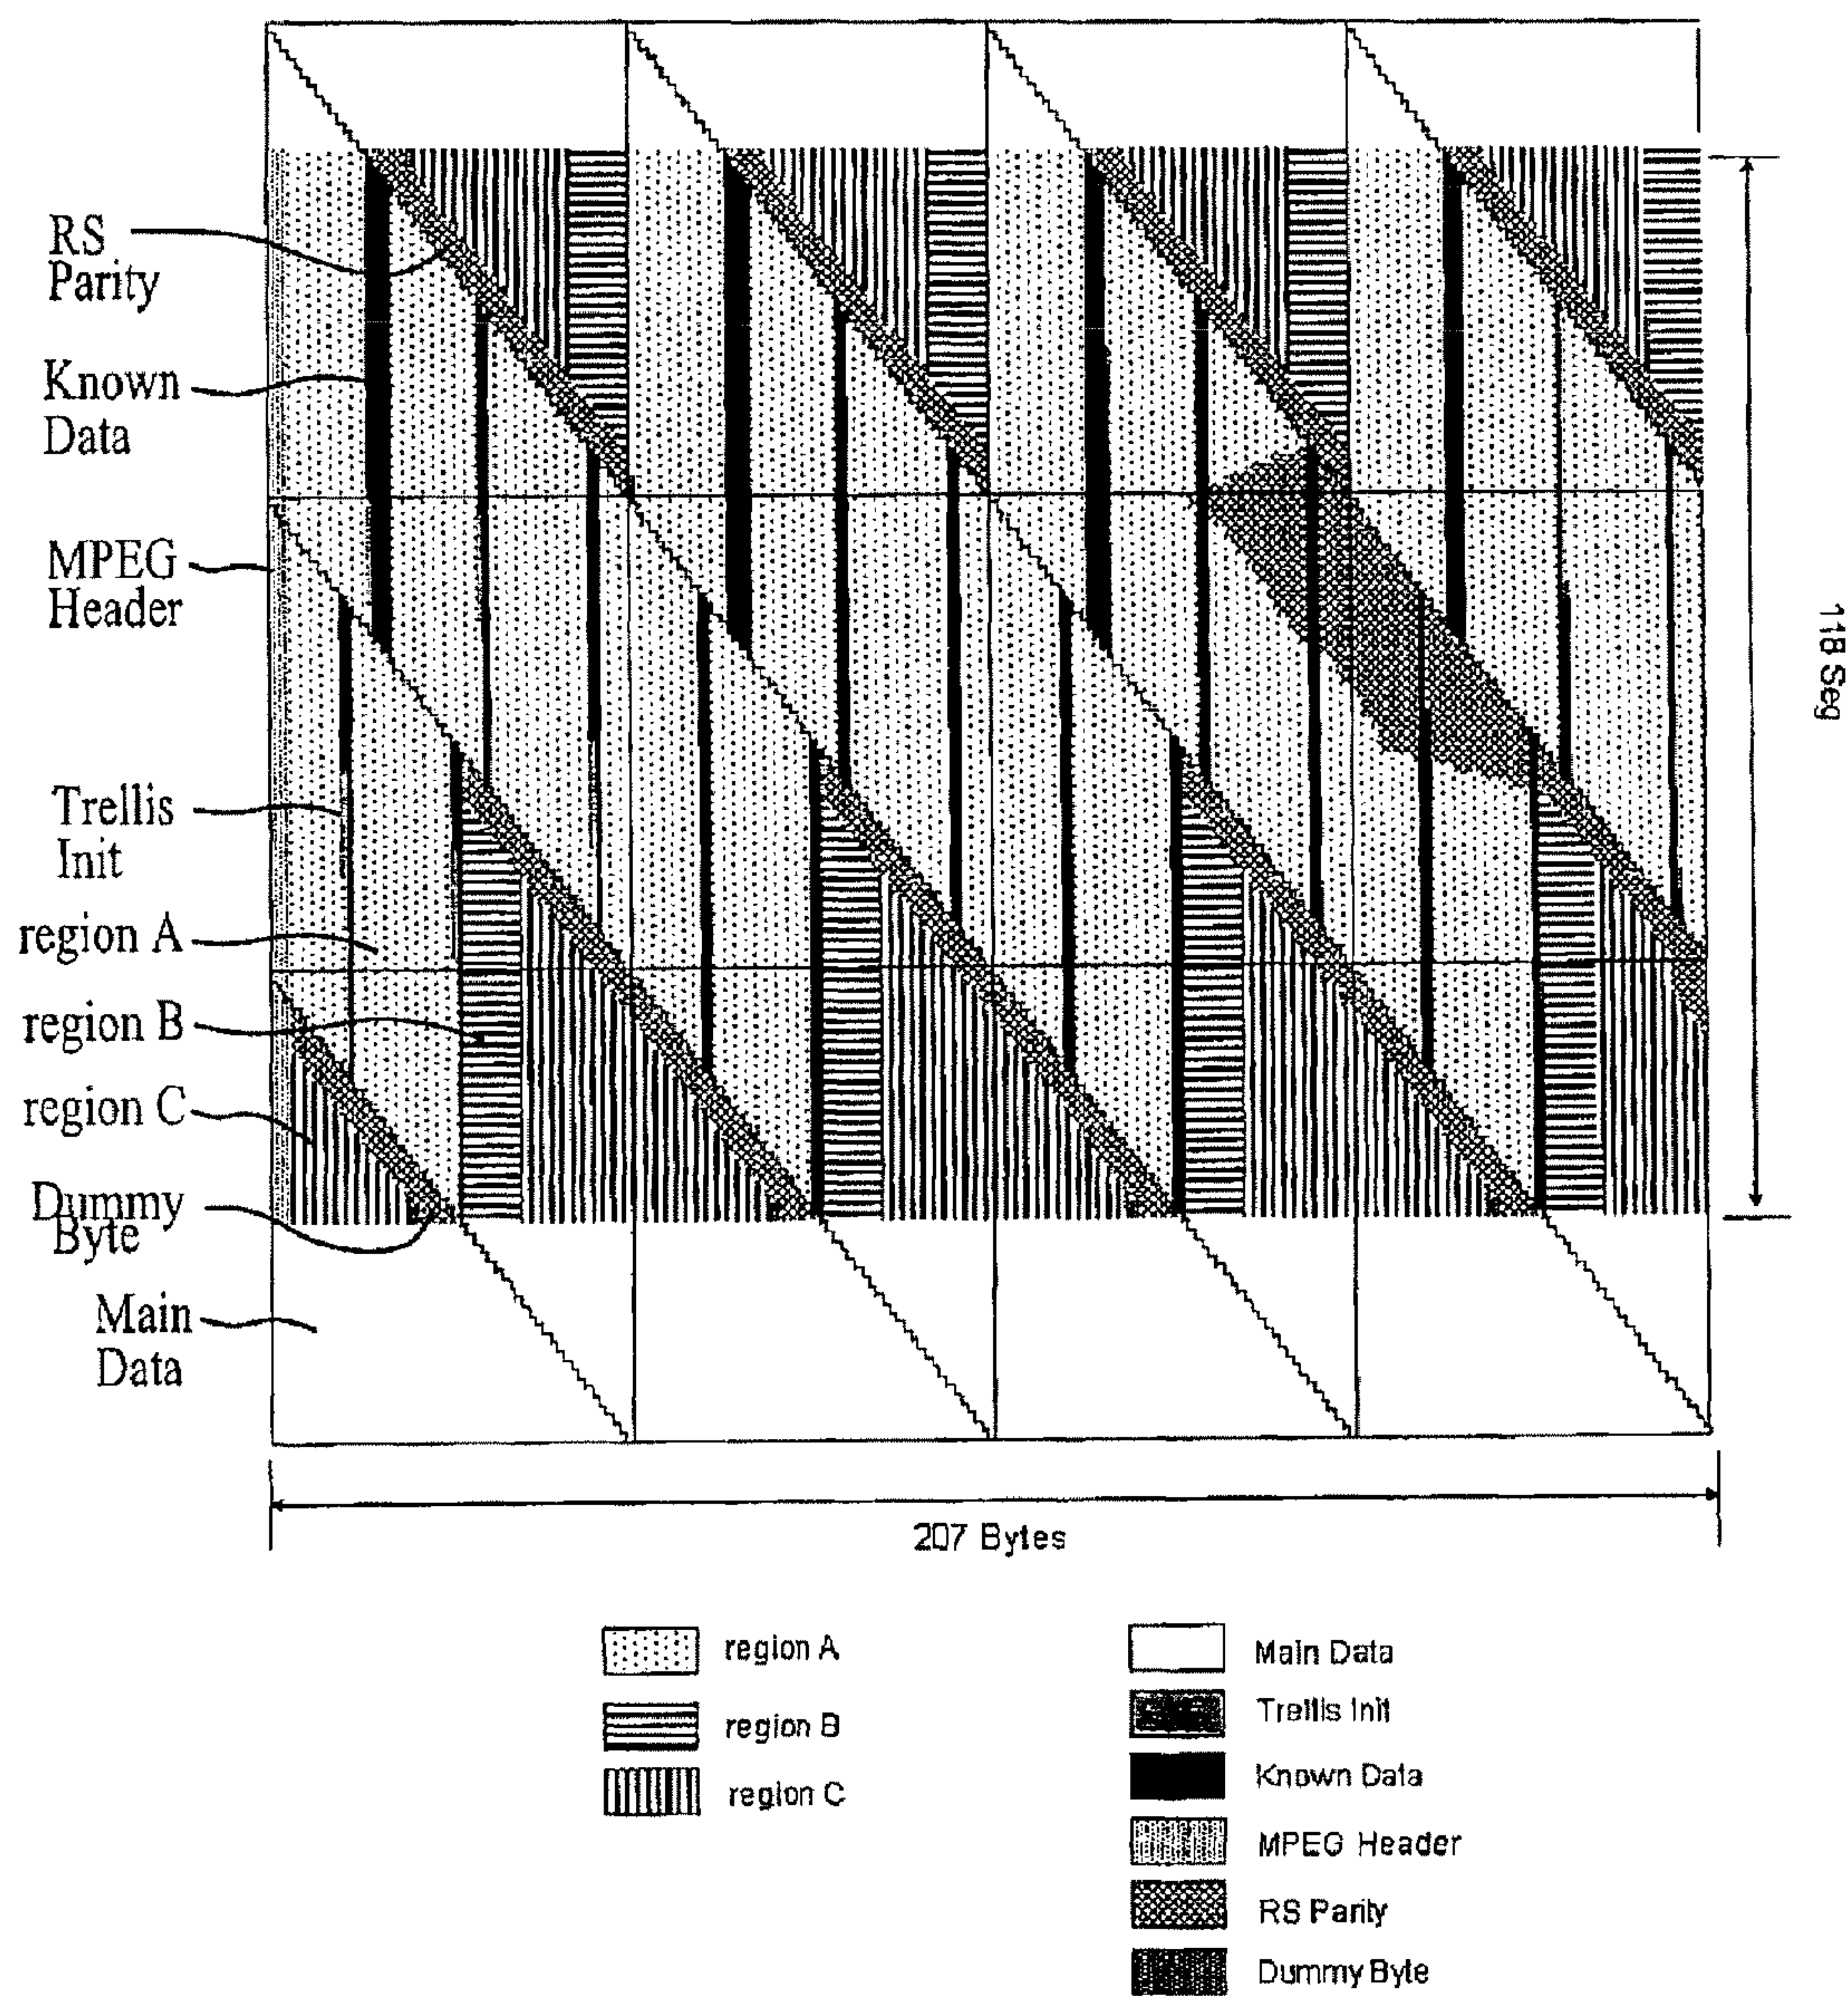 RS
Parity
Known
Data
MPEG
Header
Trellis
Init
region A
region B
region C
Dummy
Byte
Main
Data
118 Seg
207 Bytes
region A
region B
region C
Main Data
Trellis Init
Known Data
MPEG Header
RS Parity
Dummy Byte